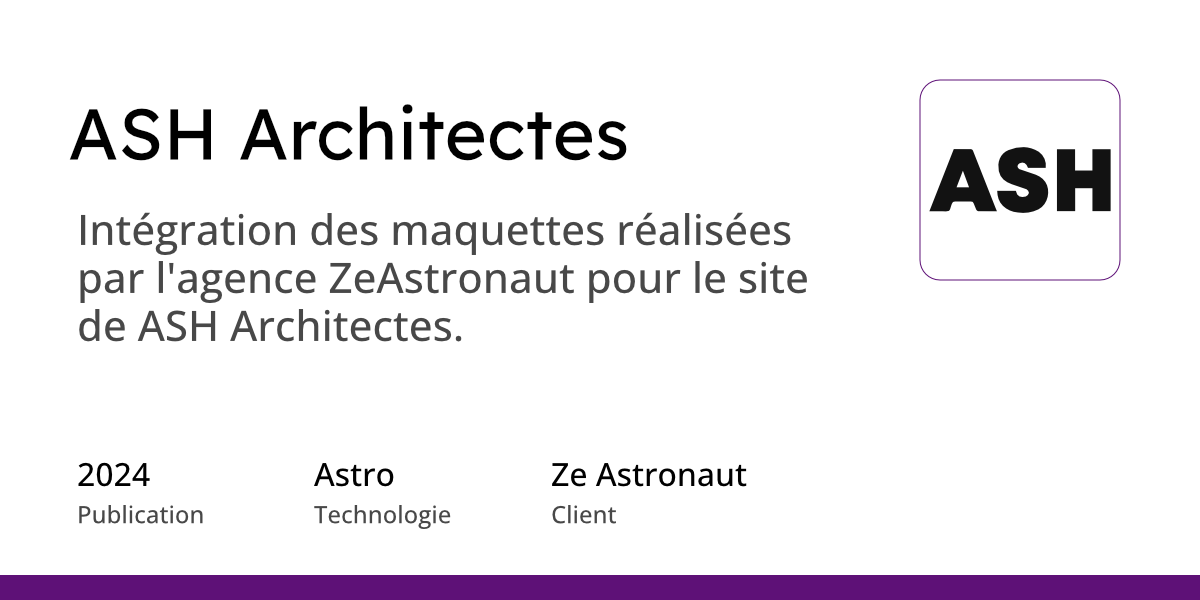 ASH Architectes
ASH
Intégration des maquettes réalisées
par l'agence ZeAstronaut pour le site
de ASH Architectes.
2024
Publication
Astro
Technologie
Ze Astronaut
Client